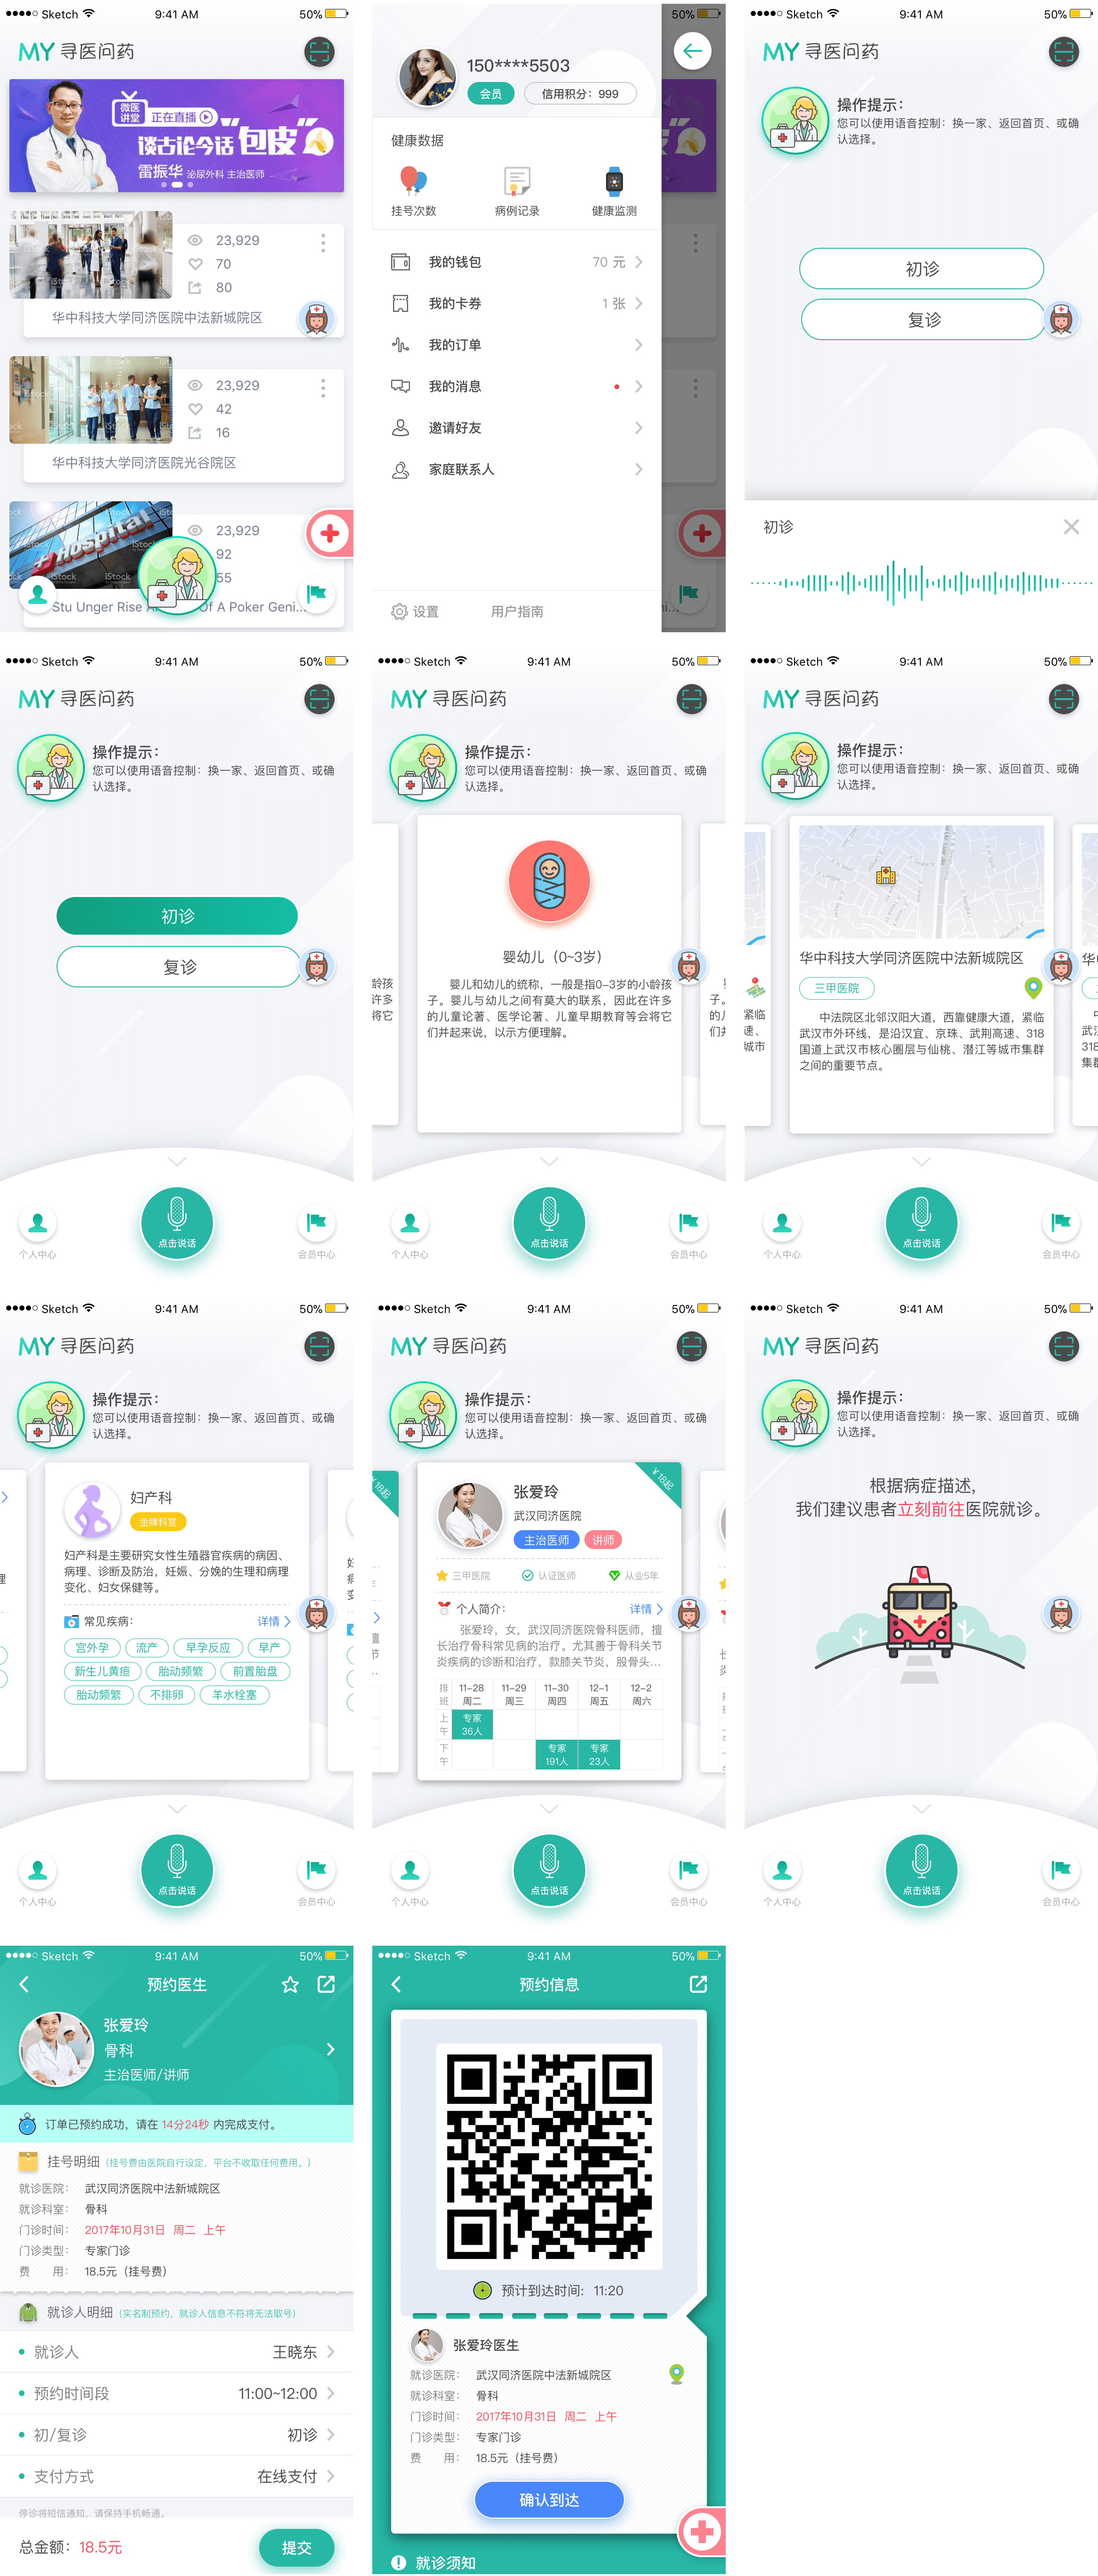 Sketch 9:41 AM 50%
MY 寻医问药
微医讲堂 正在直播
谈古论今话“包皮”
雷振华 泌尿外科 主治医师
23,929
70
80
华中科技大学同济医院中法新城院区
23,929
42
16
华中科技大学同济医院光谷院区
Hospital
iStock
23,929
92
55
Stu Unger Rise
Of A Poker Geni...
50%
150****5503
会员 信用积分：999
健康数据
挂号次数 病例记录 健康监测
我的钱包 70 元
我的卡券 1 张
我的订单
我的消息
邀请好友
家庭联系人
设置 用户指南
Sketch 9:41 AM 50%
MY 寻医问药
操作提示：
您可以使用语音控制：换一家、返回首页、或确
认选择。
初诊
复诊
初诊
Sketch 9:41 AM 50%
MY 寻医问药
操作提示：
您可以使用语音控制：换一家、返回首页、或确
认选择。
初诊
复诊
点击说话
个人中心 会员中心
Sketch 9:41 AM 50%
MY 寻医问药
操作提示：
您可以使用语音控制：换一家、返回首页、或确
认选择。
婴幼儿（0~3岁）
婴儿和幼儿的统称，一般是指0-3岁的小龄孩
子。婴儿与幼儿之间有莫大的联系，因此在许多
的儿童论著、医学论著、儿童早期教育等会将它
们并起来说，以示方便理解。
点击说话
个人中心 会员中心
Sketch 9:41 AM 50%
MY 寻医问药
操作提示：
您可以使用语音控制：换一家、返回首页、或确
认选择。
华中科技大学同济医院中法新城院区
三甲医院
中法院区北邻汉阳大道，西靠健康大道，紧临
武汉市外环线，是沿汉宜、京珠、武荆高速、318
国道上武汉市核心圈层与仙桃、潜江等城市集群
之间的重要节点。
点击说话
个人中心 会员中心
Sketch 9:41 AM 50%
MY 寻医问药
操作提示：
您可以使用语音控制：换一家、返回首页、或确
认选择。
妇产科
金牌科室
妇产科是主要研究女性生殖器官疾病的病因、
病理、诊断及防治，妊娠、分娩的生理和病理
变化、妇女保健等。
常见疾病： 详情
宫外孕 流产 早孕反应 早产
新生儿黄疸 胎动频繁 前置胎盘
胎动频繁 不排卵 羊水栓塞
点击说话
个人中心 会员中心
Sketch 9:41 AM 50%
MY 寻医问药
操作提示：
您可以使用语音控制：换一家、返回首页、或确
认选择。
¥18起
张爱玲
武汉同济医院
主治医师 讲师
三甲医院 认证医师 从业5年
个人简介： 详情
张爱玲，女，武汉同济医院骨科医师，擅
长治疗骨科常见病的治疗。尤其善于骨科关节
炎疾病的诊断和治疗，款膝关节炎，股骨头...
排班 11-28 周二 11-29 周三 11-30 周四 12-1 周五 12-2 周六
上午 专家 36人
下午 专家 191人 专家 23人
点击说话
个人中心 会员中心
Sketch 9:41 AM 50%
MY 寻医问药
操作提示：
您可以使用语音控制：换一家、返回首页、或确
认选择。
根据病症描述，
我们建议患者立刻前往医院就诊。
点击说话
个人中心 会员中心
Sketch 9:41 AM 50%
预约医生
张爱玲
骨科
主治医师/讲师
订单已预约成功，请在 14分24秒 内完成支付。
挂号明细（挂号费由医院自行设定，平台不收取任何费用。）
就诊医院： 武汉同济医院中法新城院区
就诊科室： 骨科
门诊时间： 2017年10月31日 周二 上午
门诊类型： 专家门诊
费 用： 18.5元（挂号费）
就诊人明细（实名制预约，就诊人信息不符将无法取号）
就诊人 王晓东
预约时间段 11:00~12:00
初/复诊 初诊
支付方式 在线支付
停诊将短信通知，请保持手机畅通。
总金额：18.5元 提交
Sketch 9:41 AM 50%
预约信息
预计到达时间：11:20
张爱玲医生
就诊医院： 武汉同济医院中法新城院区
就诊科室： 骨科
门诊时间： 2017年10月31日 周二 上午
门诊类型： 专家门诊
费 用： 18.5元（挂号费）
确认到达
就诊须知